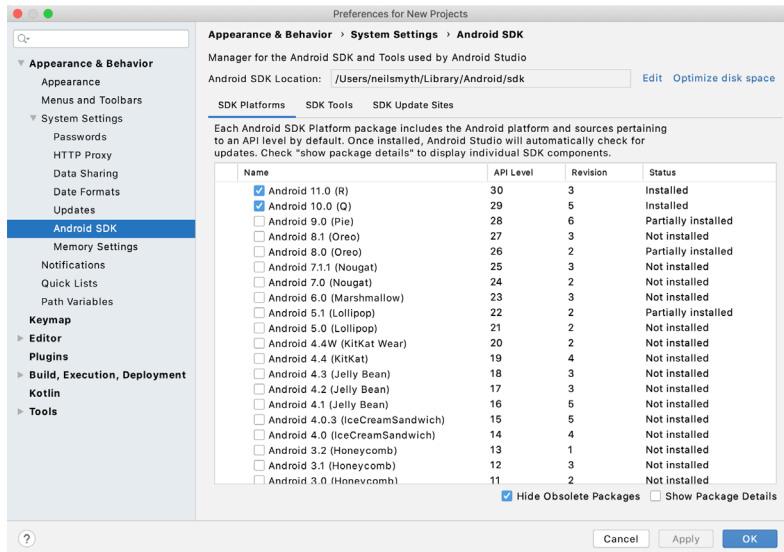 Preferences for New Projects
Appearance & Behavior
Appearance
Menus and Toolbars
System Settings
Passwords
HTTP Proxy
Data Sharing
Date Formats
Updates
Android SDK
Memory Settings
Notifications
Quick Lists
Path Variables
Keymap
Editor
Plugins
Build, Execution, Deployment
Kotlin
Tools
Appearance & Behavior › System Settings › Android SDK
Manager for the Android SDK and Tools used by Android Studio
Android SDK Location: /Users/neilsmyth/Library/Android/sdk Edit Optimize disk space
SDK Platforms SDK Tools SDK Update Sites
Each Android SDK Platform package includes the Android platform and sources pertaining
to an API level by default. Once installed, Android Studio will automatically check for
updates. Check "show package details" to display individual SDK components.
Name API Level Revision Status
Android 11.0 (R) 30 3 Installed
Android 10.0 (Q) 29 5 Installed
Android 9.0 (Pie) 28 6 Partially installed
Android 8.1 (Oreo) 27 3 Not installed
Android 8.0 (Oreo) 26 2 Partially installed
Android 7.1.1 (Nougat) 25 3 Not installed
Android 7.0 (Nougat) 24 2 Not installed
Android 6.0 (Marshmallow) 23 3 Not installed
Android 5.1 (Lollipop) 22 2 Partially installed
Android 5.0 (Lollipop) 21 2 Not installed
Android 4.4W (KitKat Wear) 20 2 Not installed
Android 4.4 (KitKat) 19 4 Not installed
Android 4.3 (Jelly Bean) 18 3 Not installed
Android 4.2 (Jelly Bean) 17 3 Not installed
Android 4.1 (Jelly Bean) 16 5 Not installed
Android 4.0.3 (IceCreamSandwich) 15 5 Not installed
Android 4.0 (IceCreamSandwich) 14 4 Not installed
Android 3.2 (Honeycomb) 13 1 Not installed
Android 3.1 (Honeycomb) 12 3 Not installed
Android 3.0 (Honeycomb) 11 2 Not installed
Hide Obsolete Packages Show Package Details
? Cancel Apply OK